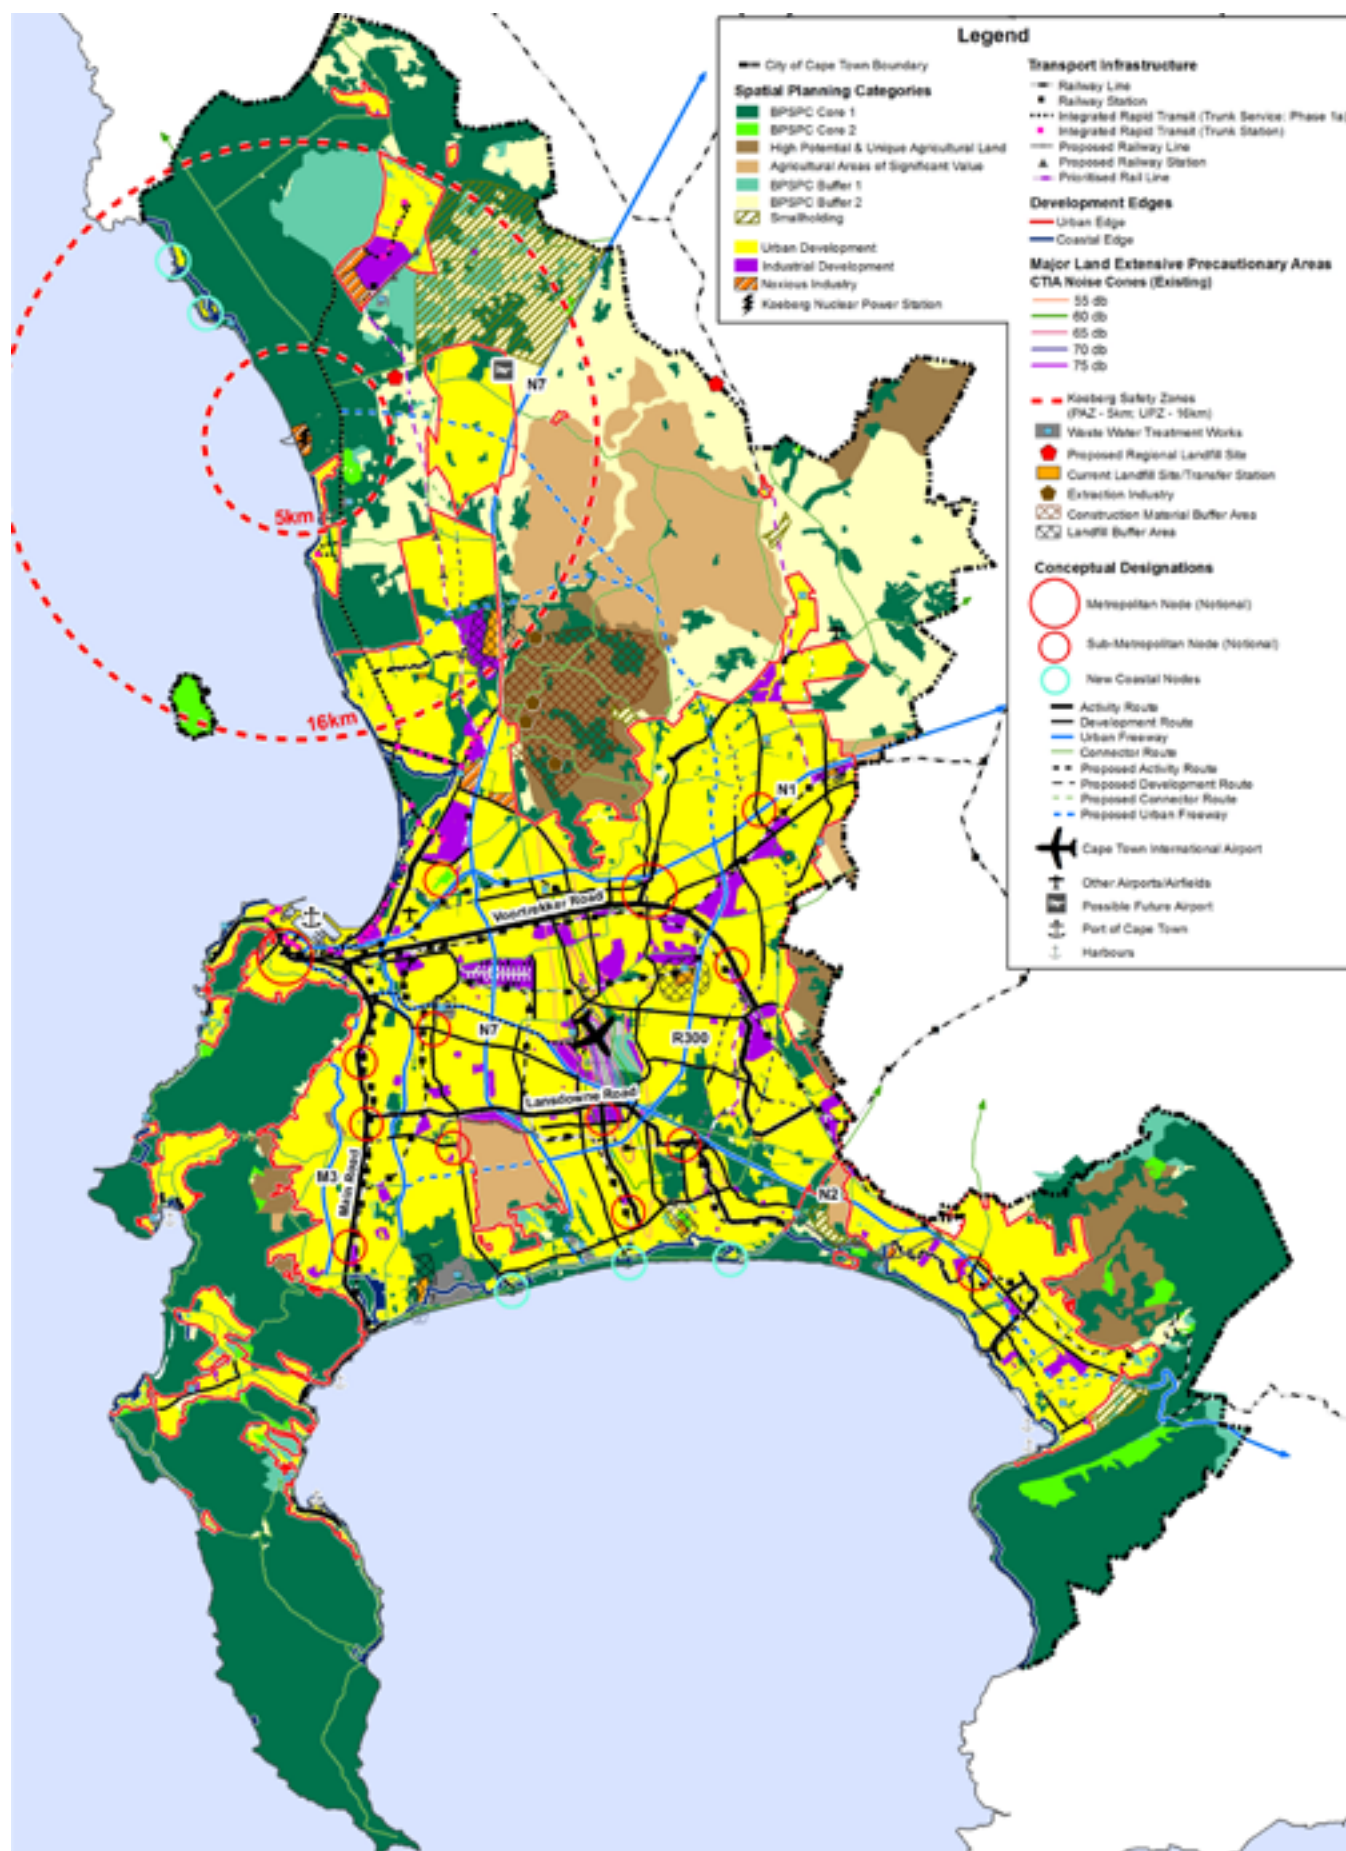 Legend
City of Cape Town Boundary
Spatial Planning Categories
BPSPC Core 1
BPSPC Core 2
High Potential & Unique Agricultural Land
Agricultural Areas of Significant Value
BPSPC Buffer 1
BPSPC Buffer 2
Smallholding
Urban Development
Industrial Development
Noxious Industry
Koeberg Nuclear Power Station
Transport Infrastructure
Railway Line
Railway Station
Integrated Rapid Transit (Trunk Service: Phase 1a)
Integrated Rapid Transit (Trunk Station)
Proposed Railway Line
Proposed Railway Station
Prioritised Rail Line
Development Edges
Urban Edge
Coastal Edge
Major Land Extensive Precautionary Areas
CTIA Noise Cones (Existing)
55 db
60 db
65 db
70 db
75 db
Koeberg Safety Zones
(PAZ - 5km: UPZ - 16km)
Waste Water Treatment Works
Proposed Regional Landfill Site
Current Landfill Site/Transfer Station
Extraction Industry
Construction Material Buffer Area
Landfill Buffer Area
Conceptual Designations
Metropolitan Node (Notional)
Sub-Metropolitan Node (Notional)
New Coastal Nodes
Activity Route
Development Route
Urban Freeway
Connector Route
Proposed Activity Route
Proposed Development Route
Proposed Connector Route
Proposed Urban Freeway
Cape Town International Airport
Other Airports/Airfields
Possible Future Airport
Port of Cape Town
Harbours
N7
5km
16km
N1
Voortrekker Road
N7
R300
Lansdowne Road
M3
Main Road
N2